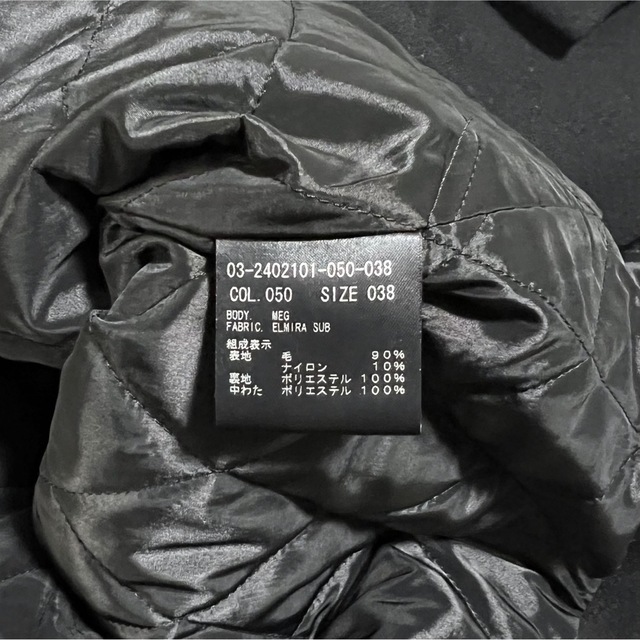 03-2402101-050-038
COL.050 SIZE 038
BODY. MEG
FABRIC. ELMIRA SUB
組成表示
表地 毛 90%
ナイロン 10%
裏地 ポリエステル 100%
中わた ポリエステル 100%